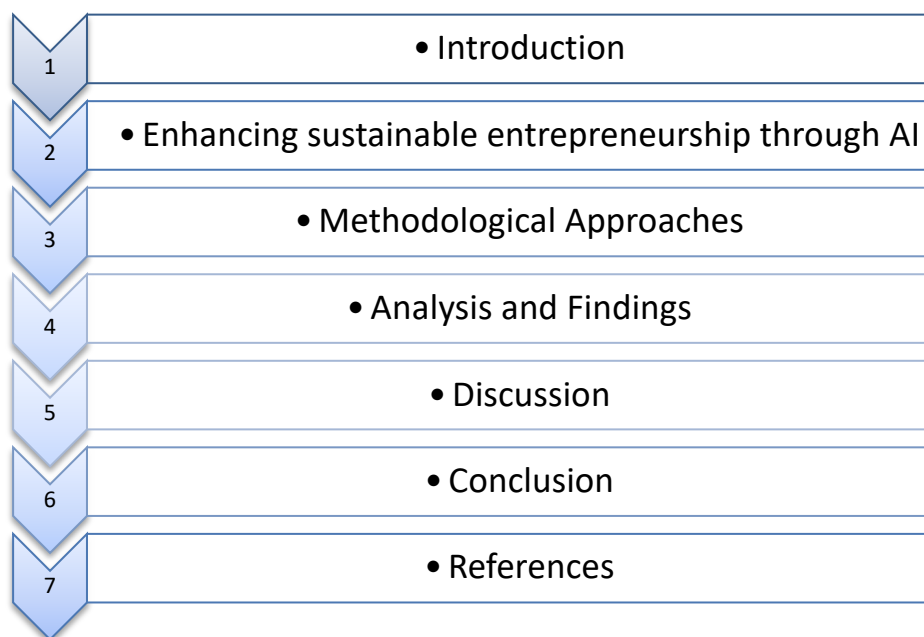 1 • Introduction
2 • Enhancing sustainable entrepreneurship through AI
3 • Methodological Approaches
4 • Analysis and Findings
5 • Discussion
6 • Conclusion
7 • References